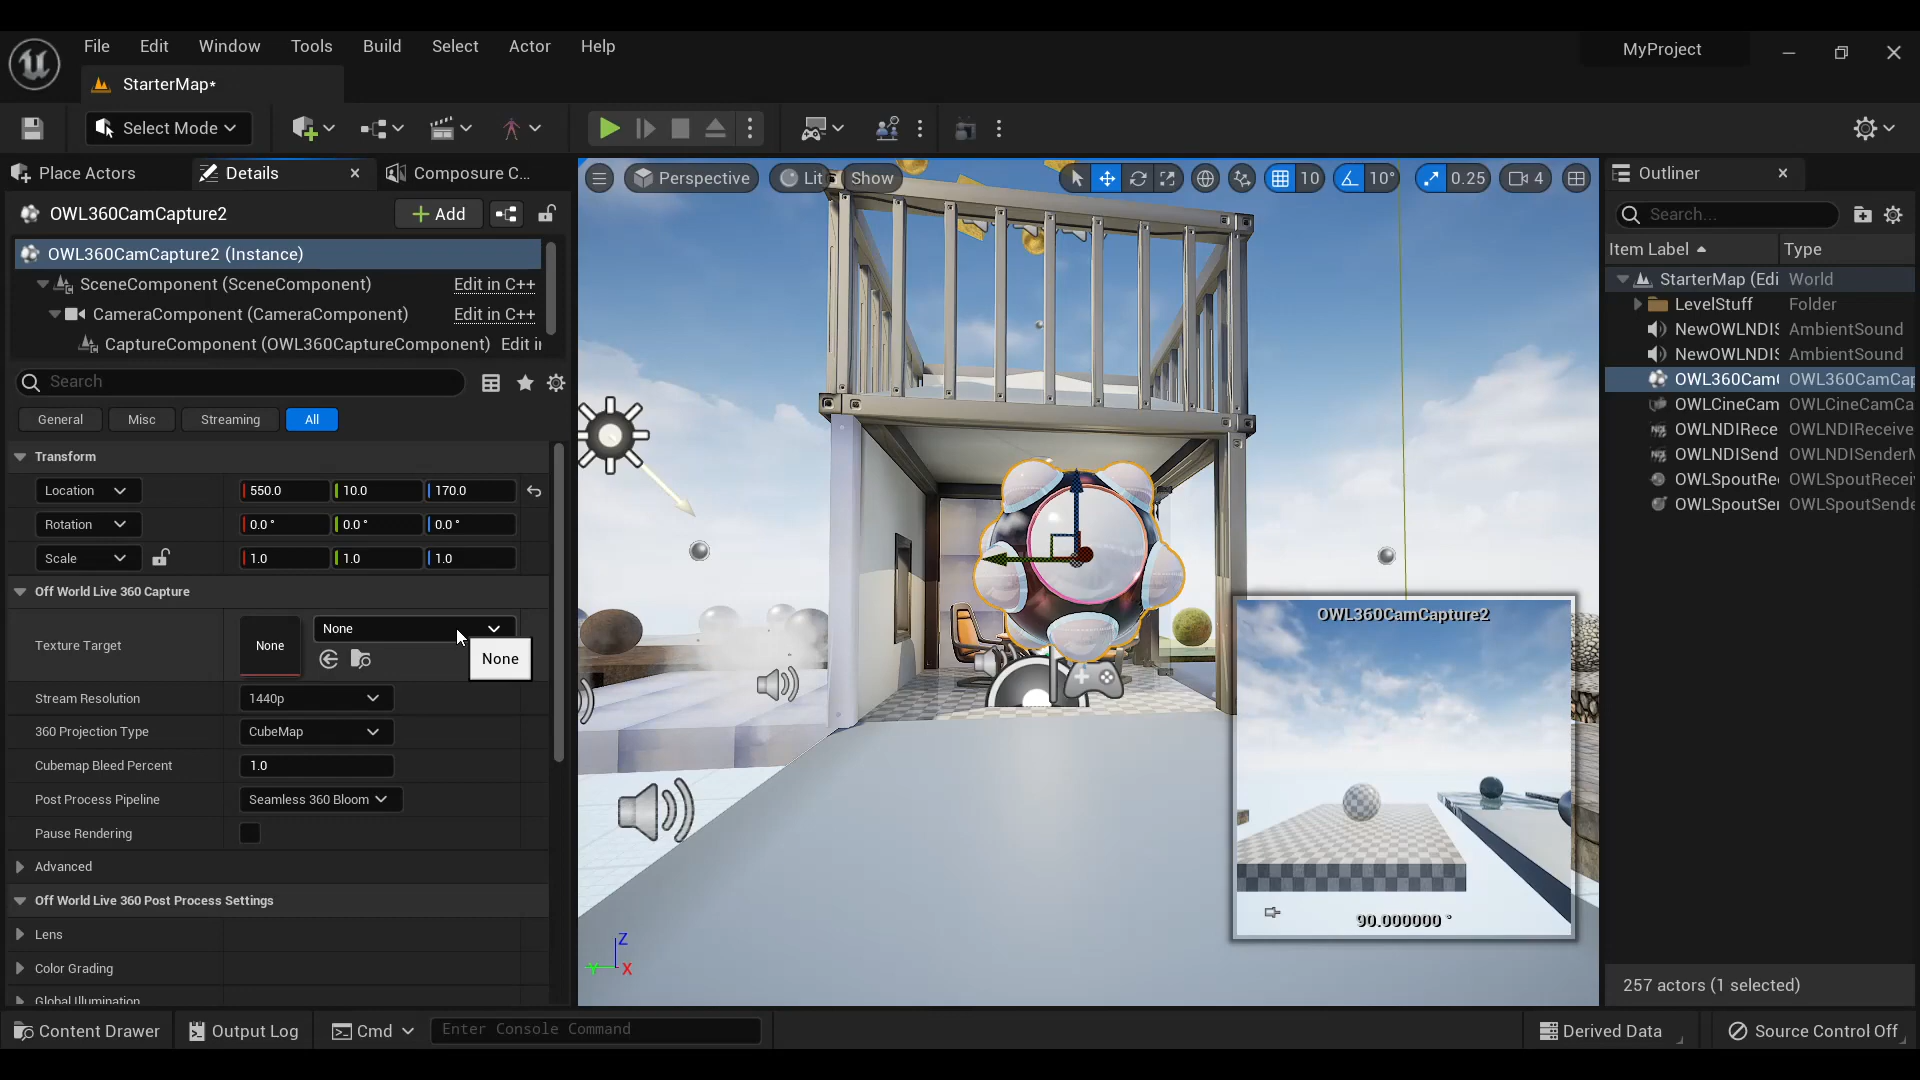 File Edit Window Tools Build Select Actor Help
MyProject
StarterMap*
Select Mode
Place Actors
Details
Composure C...
Perspective
Lit
Show
10
10°
0.25
4
Outliner
OWL360CamCapture2
Add
Search...
OWL360CamCapture2 (Instance)
Item Label
Type
SceneComponent (SceneComponent) Edit in C++
StarterMap (Edi World
LevelStuff Folder
CameraComponent (CameraComponent) Edit in C++
NewOWLNDIS AmbientSound
CaptureComponent (OWL360CaptureComponent) Edit i
NewOWLNDIS AmbientSound
Search
OWL360Cam OWL360CamCap
OWLCineCam OWLCineCamCa
General Misc Streaming All
OWLNDIRece OWLNDIReceive
Transform
OWLNDISend OWLNDISender
OWLSpoutRe OWLSpoutRecei
Location 550.0 10.0 170.0
OWLSpoutSe OWLSpoutSende
Rotation 0.0 ° 0.0 ° 0.0 °
Scale 1.0 1.0 1.0
Off World Live 360 Capture
Texture Target None None
None
OWL360CamCapture2
Stream Resolution 1440p
360 Projection Type CubeMap
Cubemap Bleed Percent 1.0
Post Process Pipeline Seamless 360 Bloom
Pause Rendering
Advanced
Off World Live 360 Post Process Settings
90.000000 °
Lens
Z
X
Y
Color Grading
Global Illumination
257 actors (1 selected)
Content Drawer
Output Log
Cmd
Enter Console Command
Derived Data
Source Control Off